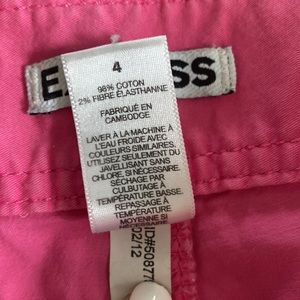 4
98% COTON
2% FIBRE ÉLASTHANNE
FABRIQUÉ EN
CAMBODGE
LAVER À LA MACHINE À
L'EAU FROIDE AVEC
COULEURS SIMILAIRES.
UTILISEZ SEULEMENT DU
JAVELLISANT SANS
CHLORE, SI NÉCESSAIRE.
SÉCHAGE PAR
CULBUTAGE À
TEMPÉRATURE BASSE.
REPASSAGE À
TEMPÉRATURE
MOYENNE SI
NÉCESSAIRE
02/12